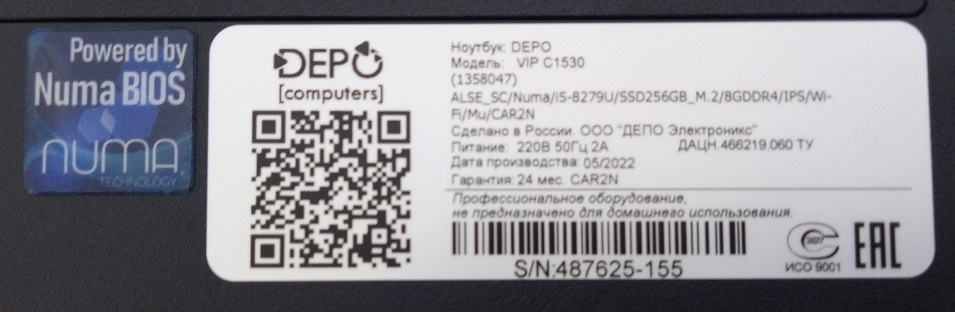 Powered by
Numa BIOS
NUMA
TECHNOLOGY
DEPO
[computers]
Ноутбук: DEPO
Модель: VIP C1530
(1358047)
ALSE_SC/Numa/i5-8279U/SSD256GB_M.2/8GDDR4/IPS/Wi-
Fi/Mu/CAR2N
Сделано в России. ООО "ДЕПО Электроникс"
Питание: 220В 50Гц 2А ДАЦН.466219.060 ТУ
Дата производства: 05/2022
Гарантия: 24 мес. CAR2N
Профессиональное оборудование,
не предназначено для домашнего использования.
S/N:487625-155
ИСО 9001
EAC